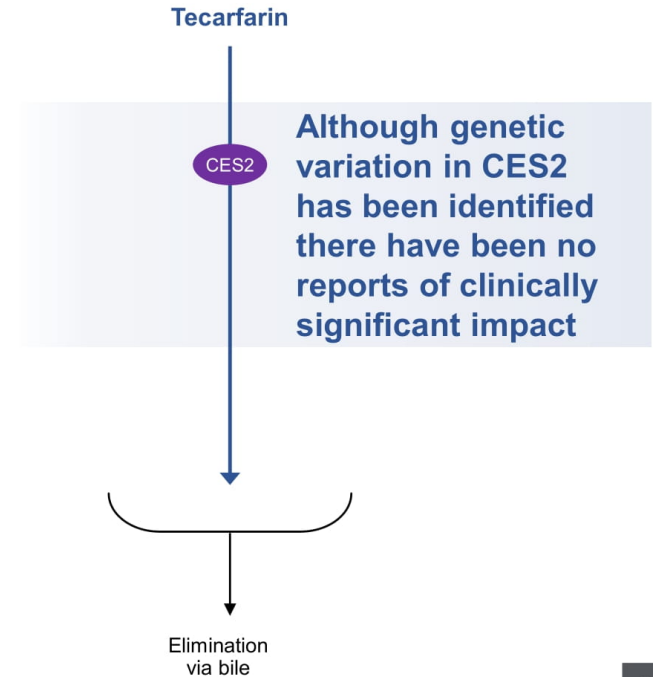 Tecarfarin
CES2
Although genetic
variation in CES2
has been identified
there have been no
reports of clinically
significant impact
Elimination
via bile